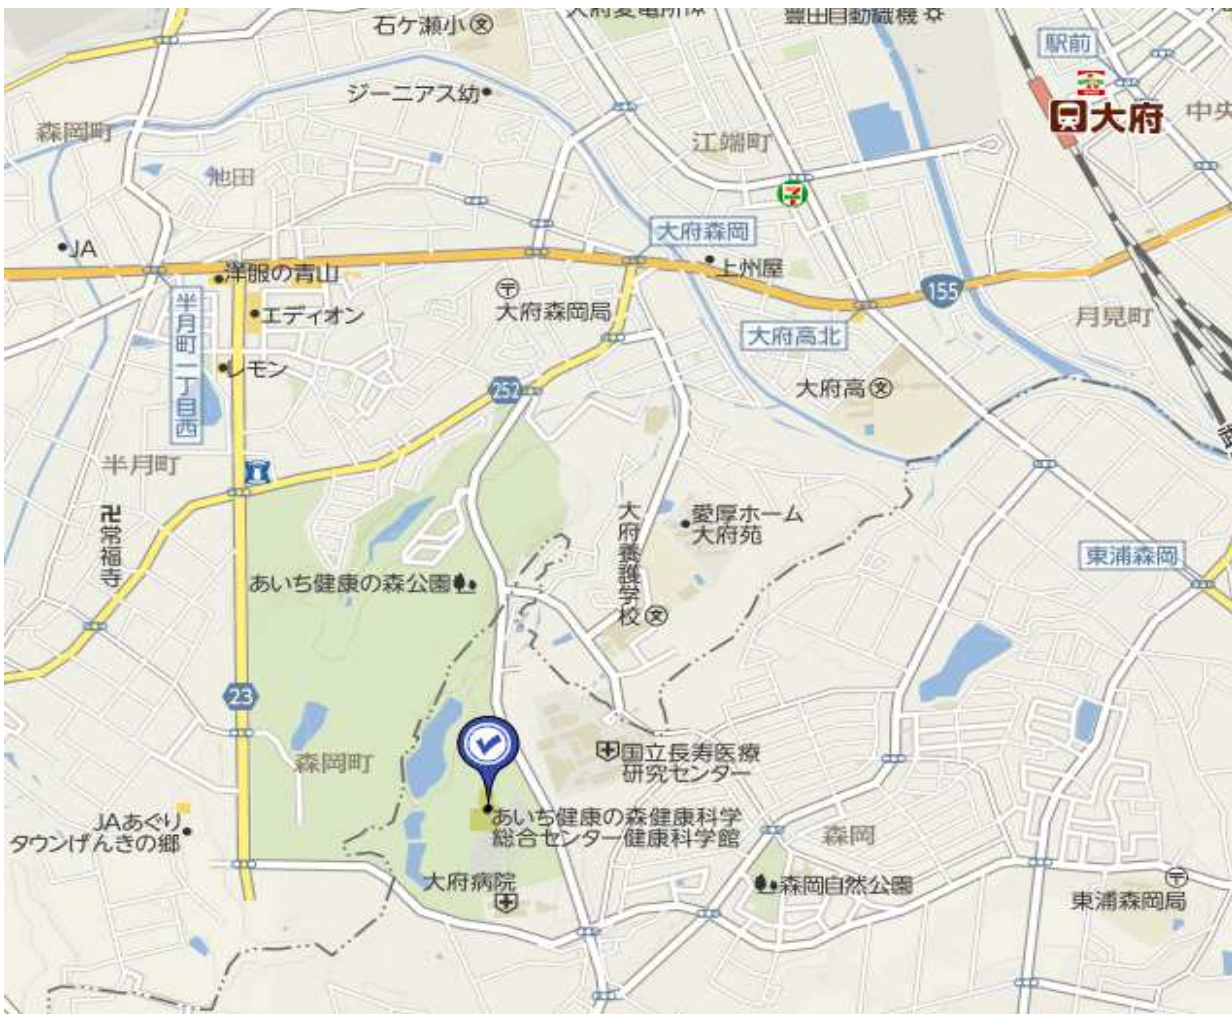 石ケ瀬小
大府変電所
豊田自動織機
駅前
ジーニアス幼
大府
中央
森岡町
江端町
池田
大府森岡
JA
上州屋
洋服の青山
155
大府森岡局
エディオン
半月町一丁目西
大府高北
月見町
レモン
252
大府高
半月町
大府養護学校
愛厚ホーム
大府苑
卍常福寺
東浦森岡
あいち健康の森公園
23
森岡町
国立長寿医療
研究センター
あいち健康の森健康科学
総合センター健康科学館
JAあぐり
タウンげんきの郷
森岡
大府病院
森岡自然公園
東浦森岡局